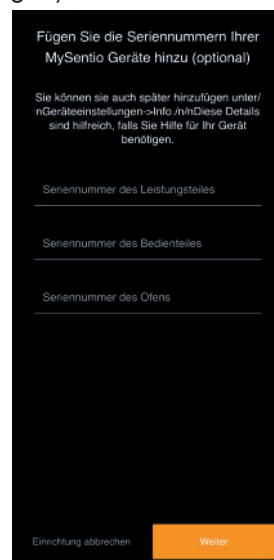 Fügen Sie die Seriennummern Ihrer
MySentio Geräte hinzu (optional)
Sie können sie auch später hinzufügen unter/
nGeräteeinstellungen->Info./n/nDiese Details
sind hilfreich, falls Sie Hilfe für Ihr Gerät
benötigen.
Seriennummer des Leistungsteiles
Seriennummer des Bedienteiles
Seriennummer des Ofens
Einrichtung abbrechen
Weiter